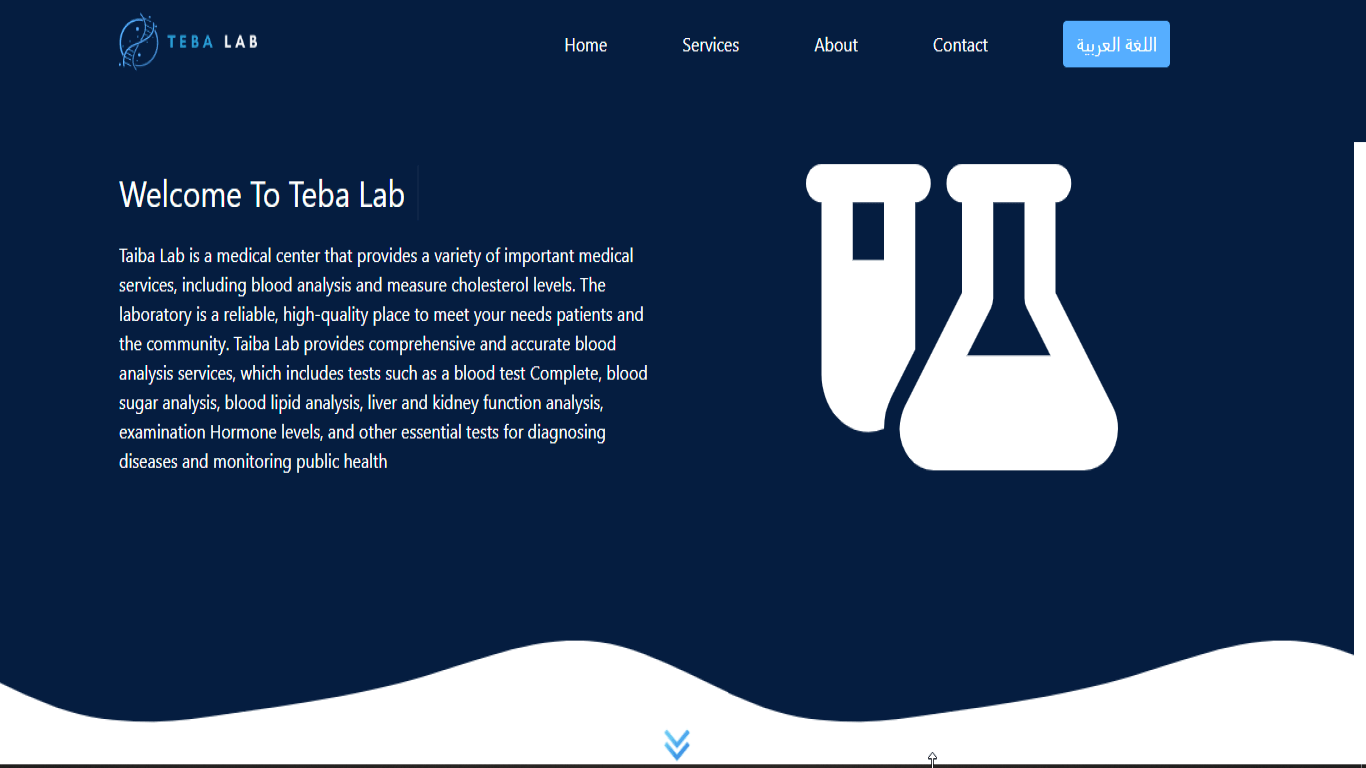 TEBA LAB
Home
Services
About
Contact
اللغة العربية
Welcome To Teba Lab
Taiba Lab is a medical center that provides a variety of important medical
services, including blood analysis and measure cholesterol levels. The
laboratory is a reliable, high-quality place to meet your needs patients and
the community. Taiba Lab provides comprehensive and accurate blood
analysis services, which includes tests such as a blood test Complete, blood
sugar analysis, blood lipid analysis, liver and kidney function analysis,
examination Hormone levels, and other essential tests for diagnosing
diseases and monitoring public health